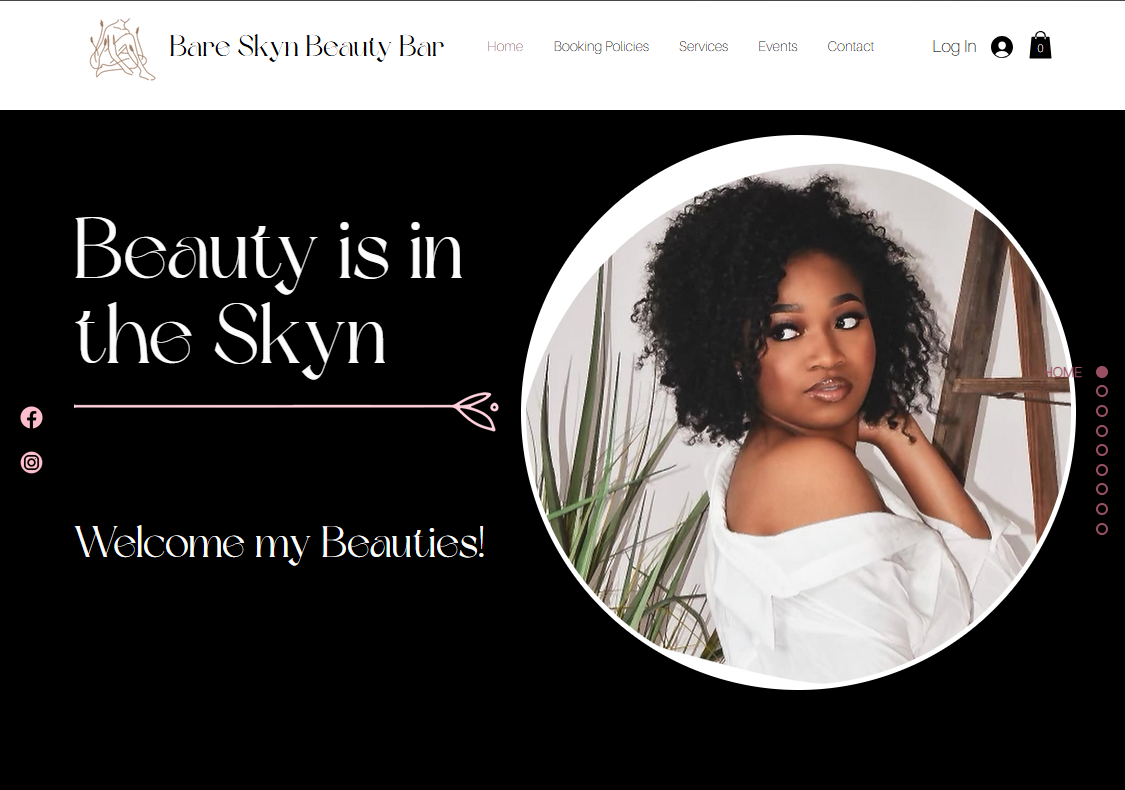 Bare Skyn Beauty Bar
Home
Booking Policies
Services
Events
Contact
Log In
0
Beauty is in
the Skyn
HOME
Welcome my Beauties!